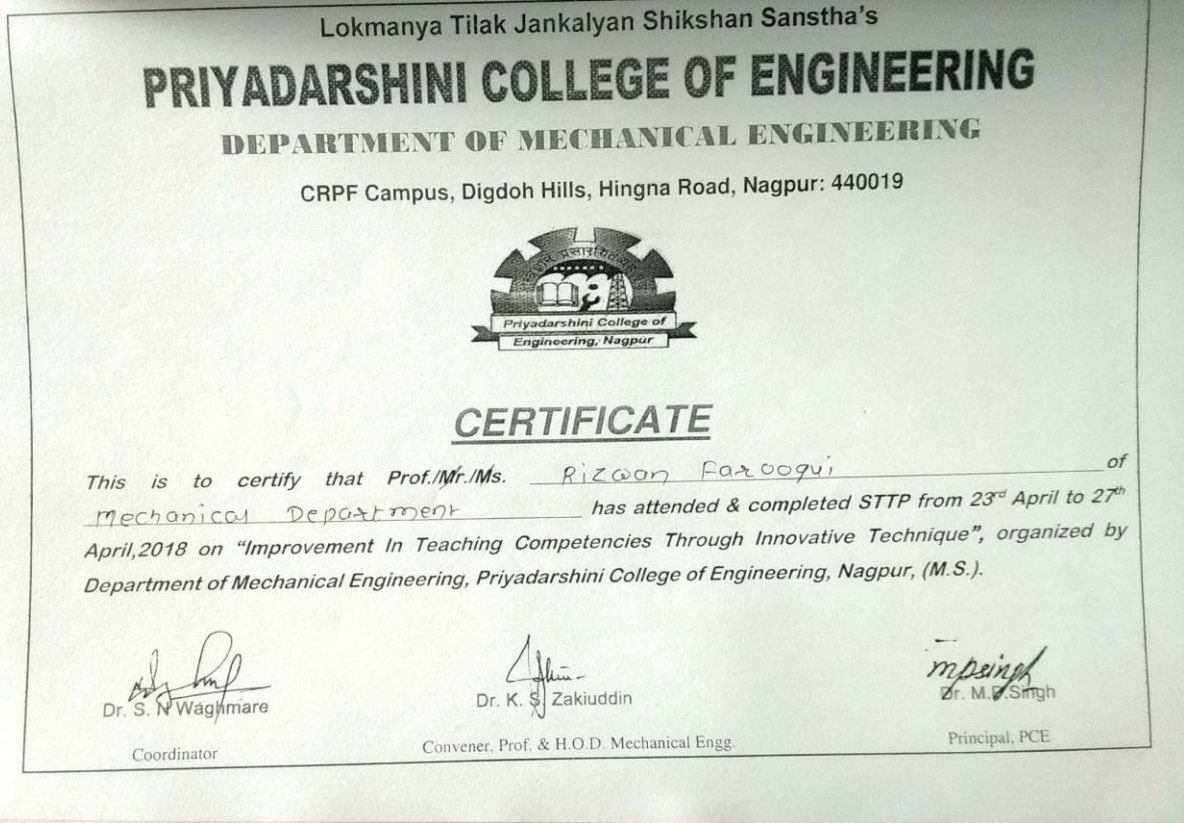 Lokmanya Tilak Jankalyan Shikshan Sanstha's
PRIYADARSHINI COLLEGE OF ENGINEERING
DEPARTMENT OF MECHANICAL ENGINEERING
CRPF Campus, Digdoh Hills, Hingna Road, Nagpur: 440019
Priyadarshini College of
Engineering, Nagpur
CERTIFICATE
This is to certify that Prof./Mr./Ms. Rizwan Farooqui of
Mechanical Department has attended & completed STTP from 23rd April to 27th
April,2018 on "Improvement In Teaching Competencies Through Innovative Technique", organized by
Department of Mechanical Engineering, Priyadarshini College of Engineering, Nagpur, (M.S.).
mpsingh
Dr. S. N Waghmare
Dr. K. S. Zakiuddin
Dr. M.P.Singh
Coordinator
Convener, Prof. & H.O.D. Mechanical Engg.
Principal, PCE